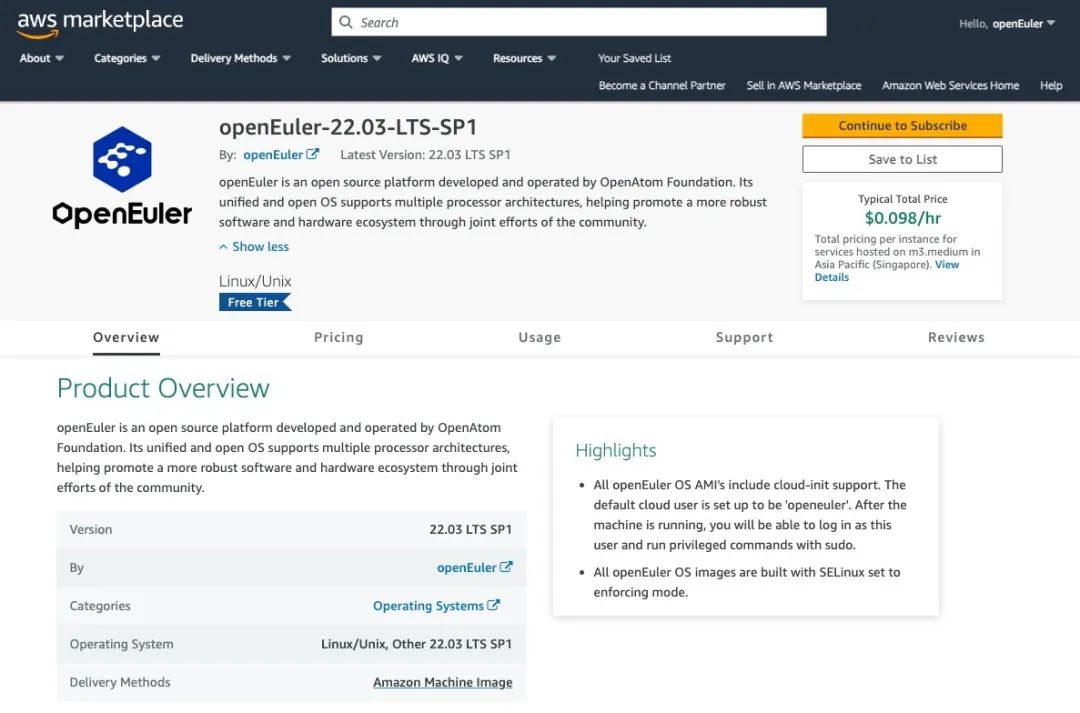 aws marketplace
Search
Hello, openEuler
About
Categories
Delivery Methods
Solutions
AWS IQ
Resources
Your Saved List
Become a Channel Partner
Sell in AWS Marketplace
Amazon Web Services Home
Help
OpenEuler
openEuler-22.03-LTS-SP1
By: openEuler Latest Version: 22.03 LTS SP1
openEuler is an open source platform developed and operated by OpenAtom Foundation. Its
unified and open OS supports multiple processor architectures, helping promote a more robust
software and hardware ecosystem through joint efforts of the community.
Show less
Linux/Unix
Free Tier
Continue to Subscribe
Save to List
Typical Total Price
$0.098/hr
Total pricing per instance for
services hosted on m3.medium in
Asia Pacific (Singapore). View
Details
Overview
Pricing
Usage
Support
Reviews
Product Overview
openEuler is an open source platform developed and operated by OpenAtom
Foundation. Its unified and open OS supports multiple processor architectures,
helping promote a more robust software and hardware ecosystem through joint
efforts of the community.
Version 22.03 LTS SP1
By openEuler
Categories Operating Systems
Operating System Linux/Unix, Other 22.03 LTS SP1
Delivery Methods Amazon Machine Image
Highlights
• All openEuler OS AMI's include cloud-init support. The
default cloud user is set up to be 'openeuler'. After the
machine is running, you will be able to log in as this
user and run privileged commands with sudo.
• All openEuler OS images are built with SELinux set to
enforcing mode.